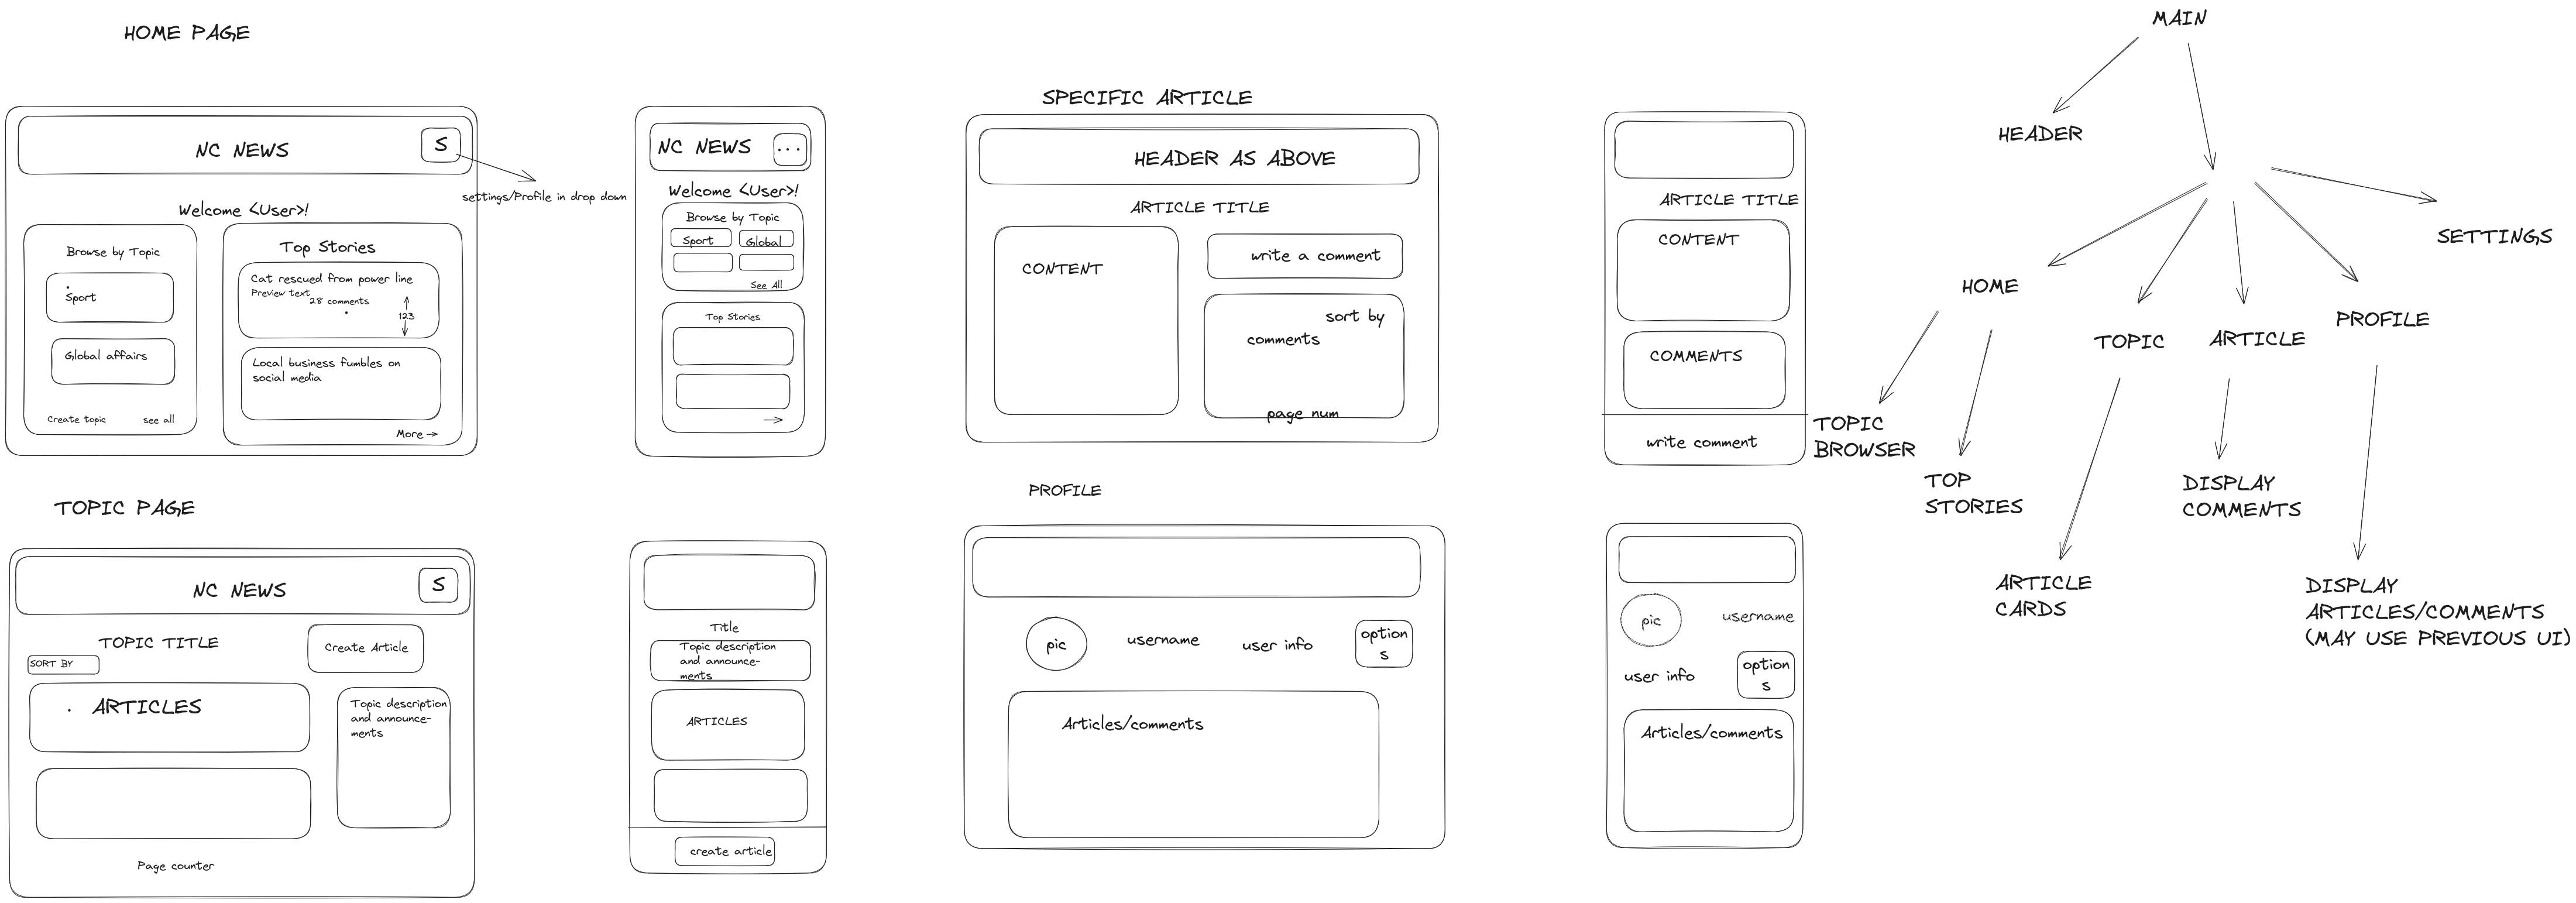 HOME PAGE
NC NEWS
S
settings/Profile in drop down
Welcome <User>!
Browse by Topic
Sport
Global affairs
Create topic
see all
Top Stories
Cat rescued from power line
Preview text
28 comments
123
Local business fumbles on
social media
More
NC NEWS
...
Welcome <User>!
Browse by Topic
Sport
Global
See All
Top Stories
SPECIFIC ARTICLE
HEADER AS ABOVE
ARTICLE TITLE
CONTENT
write a comment
sort by
comments
page num
ARTICLE TITLE
CONTENT
COMMENTS
write comment
TOPIC PAGE
NC NEWS
S
TOPIC TITLE
SORT BY
Create Article
ARTICLES
Topic description
and announce-
ments
Page counter
Title
Topic description
and announce-
ments
ARTICLES
create article
PROFILE
pic
username
user info
option
s
Articles/comments
pic
username
user info
option
s
Articles/comments
MAIN
HEADER
HOME
TOPIC
ARTICLE
PROFILE
SETTINGS
TOPIC
BROWSER
TOP
STORIES
ARTICLE
CARDS
DISPLAY
COMMENTS
DISPLAY
ARTICLES/COMMENTS
(MAY USE PREVIOUS UI)